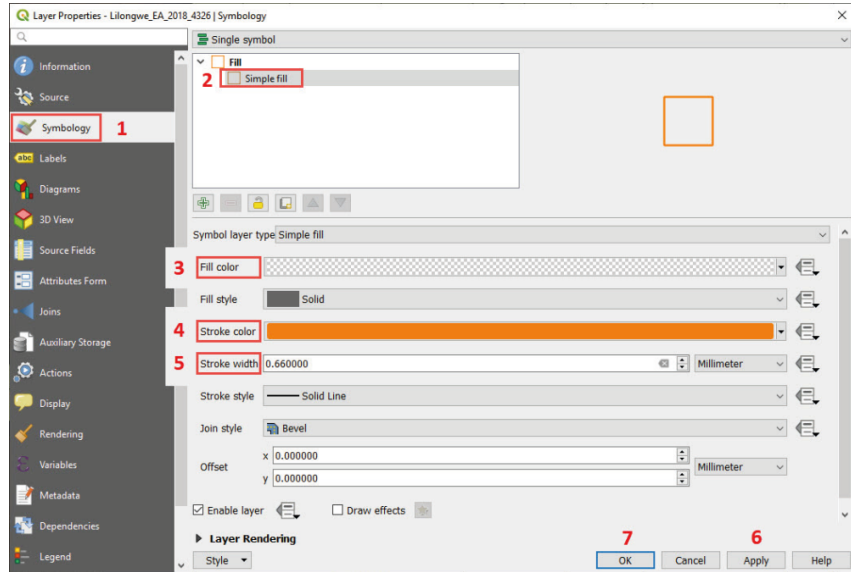 Layer Properties - Lilongwe_EA_2018_4326 | Symbology
Single symbol
Information
Source
Symbology 1
abc Labels
Diagrams
3D View
Source Fields
Attributes Form
Joins
Auxiliary Storage
Actions
Display
Rendering
Variables
Metadata
Dependencies
Legend
Fill
2 Simple fill
Symbol layer type Simple fill
3 Fill color
Fill style Solid
4 Stroke color
5 Stroke width 0.660000 Millimeter
Stroke style Solid Line
Join style Bevel
Offset x 0.000000 Millimeter
y 0.000000
Enable layer Draw effects
Layer Rendering
7 6
Style OK Cancel Apply Help